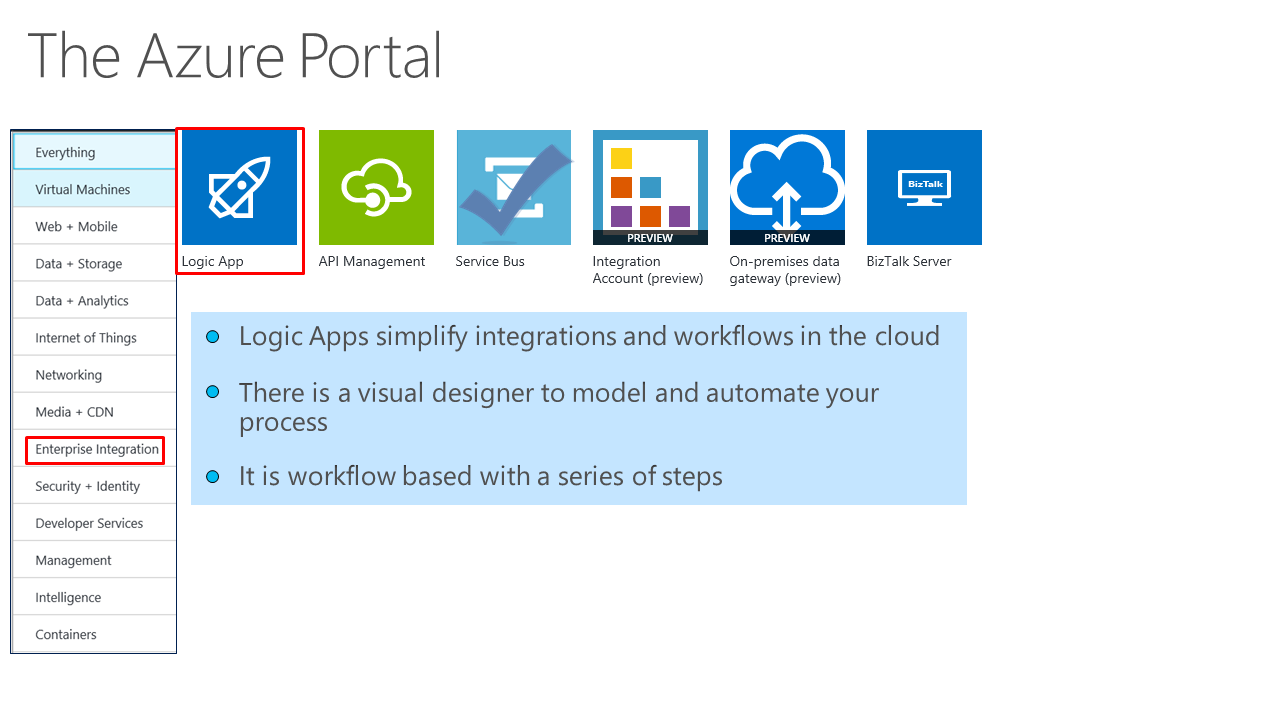 The Azure Portal
Everything
Virtual Machines
Web + Mobile
Data + Storage
Data + Analytics
Internet of Things
Networking
Media + CDN
Enterprise Integration
Security + Identity
Developer Services
Management
Intelligence
Containers
Logic App
API Management
Service Bus
PREVIEW
Integration
Account (preview)
PREVIEW
On-premises data
gateway (preview)
BizTalk
BizTalk Server
Logic Apps simplify integrations and workflows in the cloud
There is a visual designer to model and automate your
process
It is workflow based with a series of steps